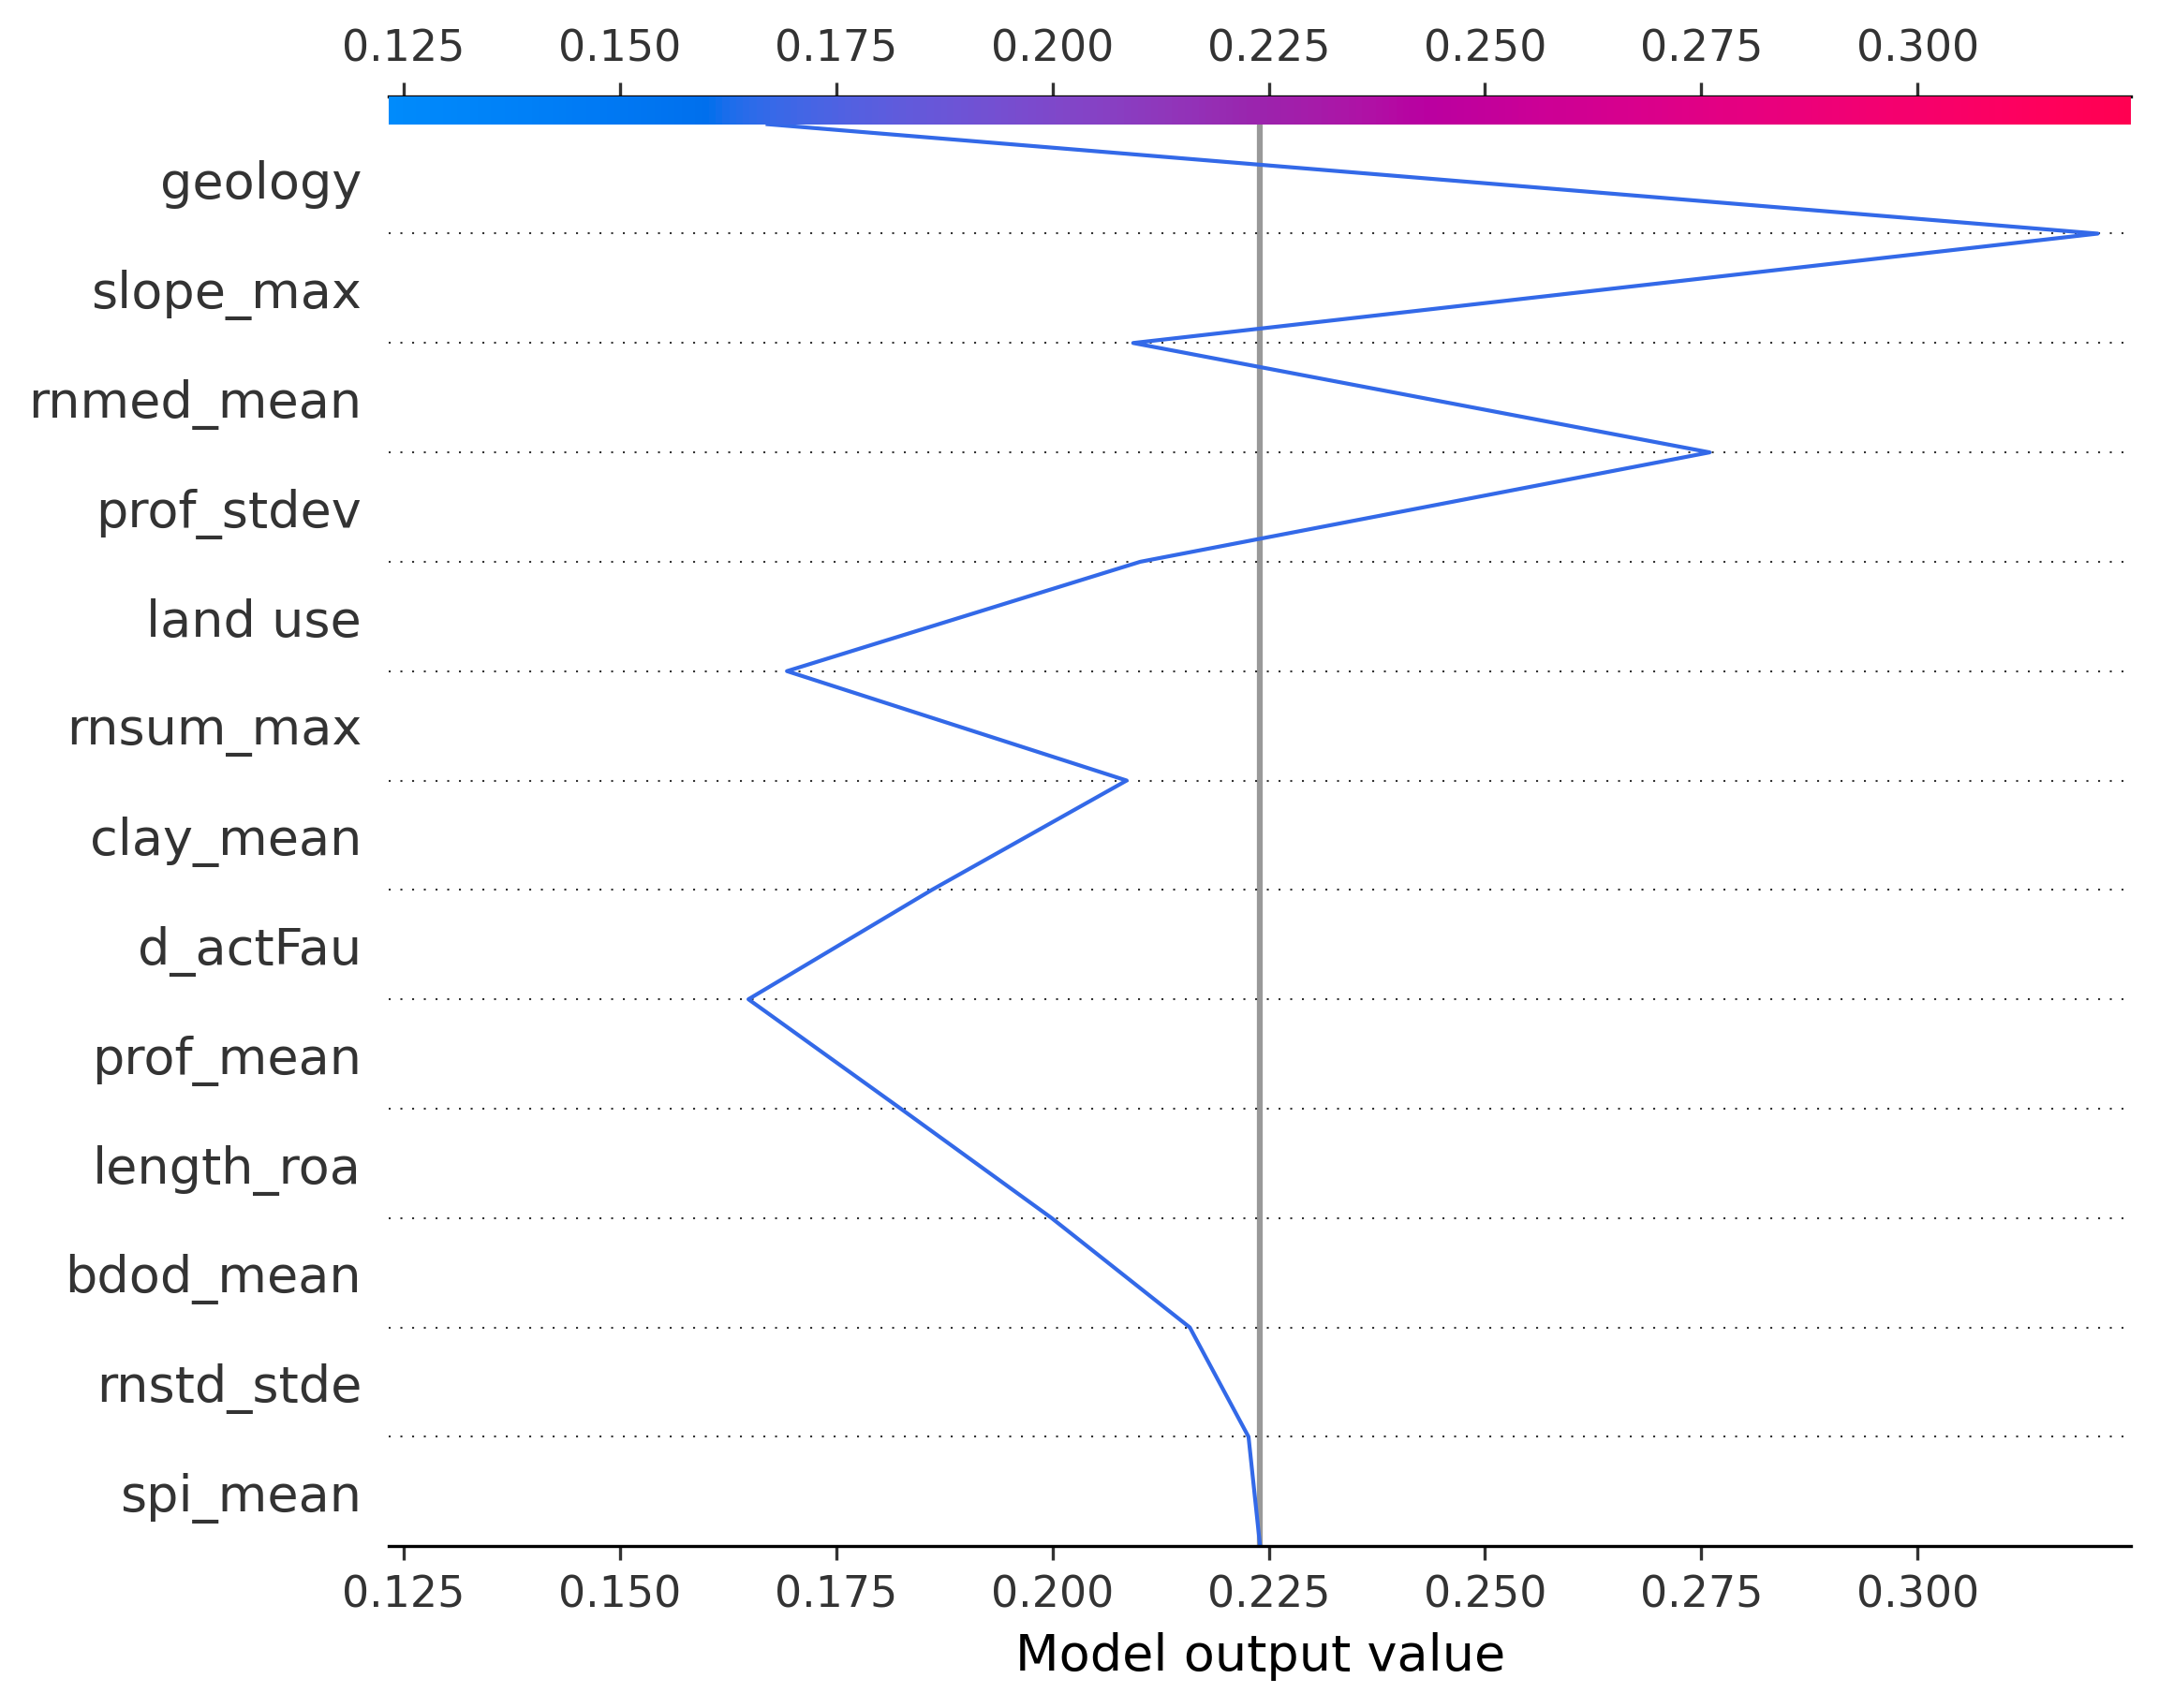 0.125 0.150 0.175 0.200 0.225 0.250 0.275 0.300
geology
slope_max
rnmed_mean
prof_stdev
land use
rnsum_max
clay_mean
d_actFau
prof_mean
length_roa
bdod_mean
rnstd_stde
spi_mean
0.125 0.150 0.175 0.200 0.225 0.250 0.275 0.300
Model output value